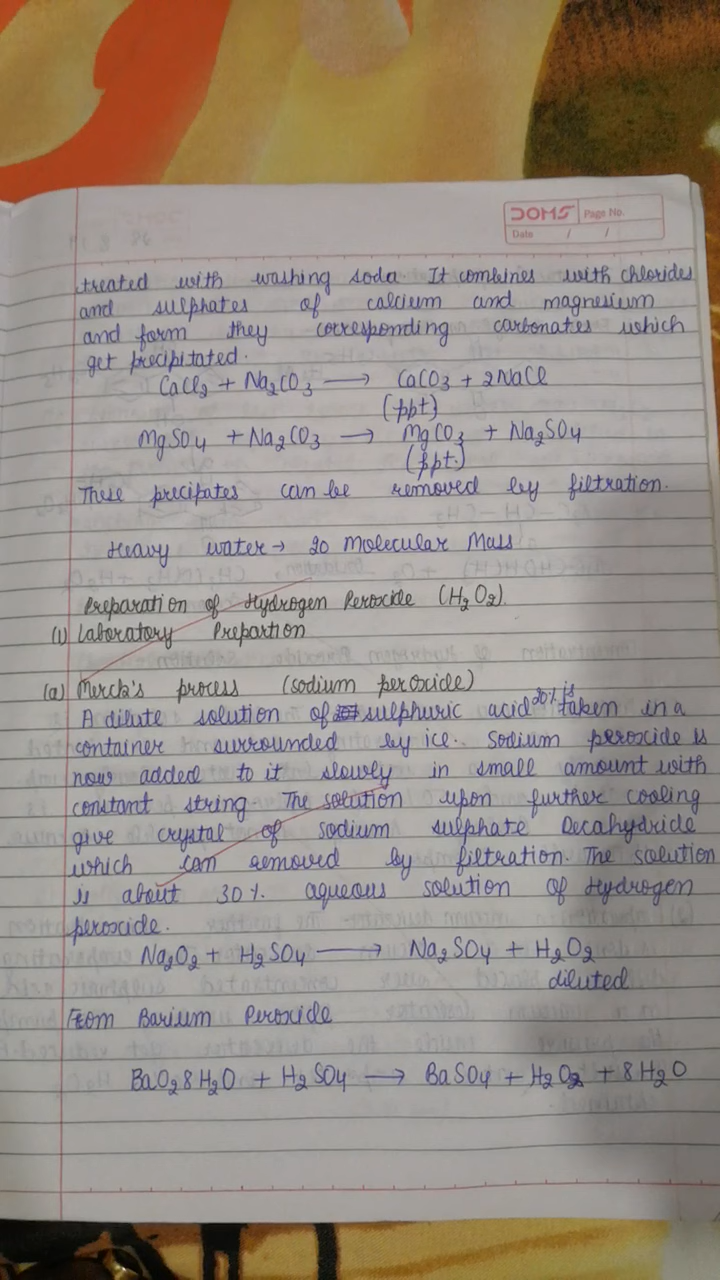 DOMS Page No.
Date / /
treated with washing soda It combines with chlorides
and sulphates of calcium and magnesium
and form they corresponding carbonates which
get precipitated.
CaCl2 + Na2CO3 → CaCO3 + 2NaCl
(ppt)
MgSO4 + Na2CO3 → MgCO3 + Na2SO4
(ppt.)
These precipates can be removed by filtration.
Heavy water → 20 Molecular Mass
Preparation of Hydrogen Peroxide (H2O2).
(1) Laboratory Prepartion
(a) Merck's process (sodium peroxide)
A dilute solution of sulphuric acid 20% is taken in a
container surrounded by ice. Sodium peroxide is
now added to it slowly in small amount with
constant string. The solution upon further cooling
give crystal of sodium sulphate Decahydride
which can removed by filtration. The solution
is about 30% aqueous solution of Hydrogen
peroxide.
Na2O2 + H2SO4 → Na2SO4 + H2O2
diluted
From Barium Peroxide
BaO2 8H2O + H2SO4 → BaSO4 + H2O2 + 8H2O